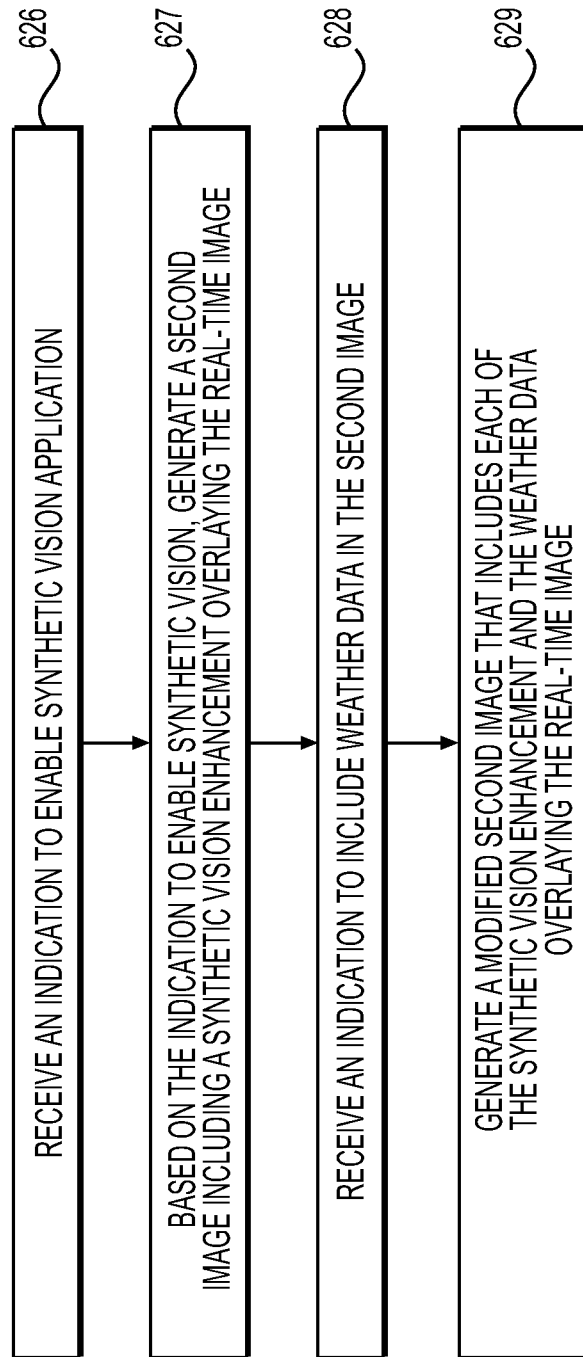 RECEIVE AN INDICATION TO ENABLE SYNTHETIC VISION APPLICATION
626
BASED ON THE INDICATION TO ENABLE SYNTHETIC VISION, GENERATE A SECOND
IMAGE INCLUDING A SYNTHETIC VISION ENHANCEMENT OVERLAYING THE REAL-TIME IMAGE
627
RECEIVE AN INDICATION TO INCLUDE WEATHER DATA IN THE SECOND IMAGE
628
GENERATE A MODIFIED SECOND IMAGE THAT INCLUDES EACH OF
THE SYNTHETIC VISION ENHANCEMENT AND THE WEATHER DATA
OVERLAYING THE REAL-TIME IMAGE
629